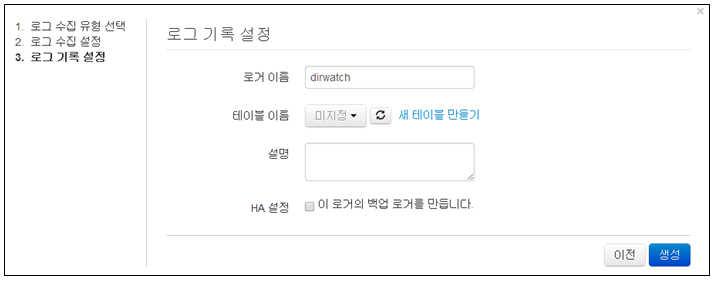 ×
1. 로그 수집 유형 선택
2. 로그 수집 설정
3. 로그 기록 설정
로그 기록 설정
로거 이름 dirwatch
테이블 이름 미지정 새 테이블 만들기
설명
HA 설정 이 로거의 백업 로거를 만듭니다.
이전 생성